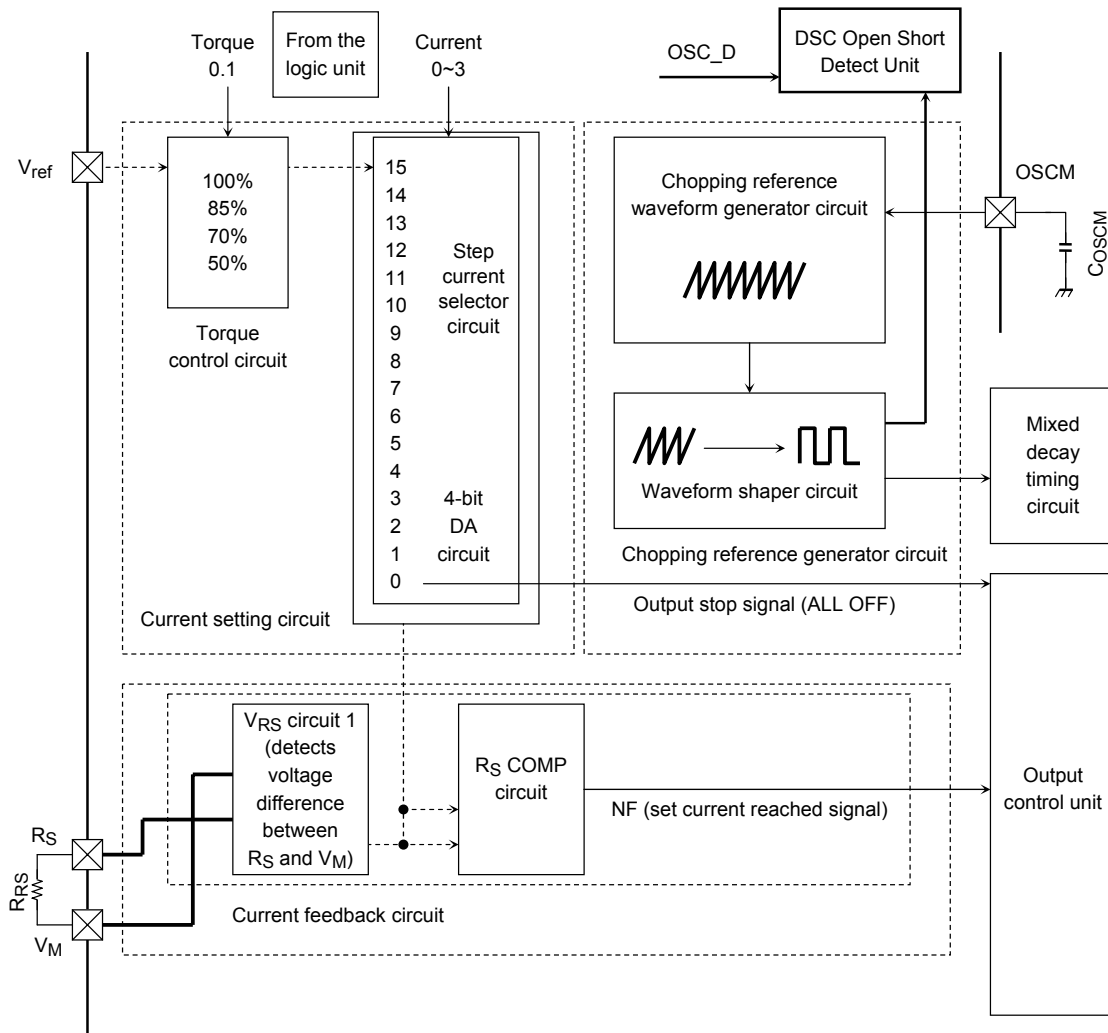 Torque
0.1
From the
logic unit
Current
0~3
OSC_D
DSC Open Short
Detect Unit
Vref
100%
85%
70%
50%
Torque
control circuit
15
14
13
12
11
10
9
8
7
6
5
4
3
2
1
0
Step
current
selector
circuit
4-bit
DA
circuit
Current setting circuit
Chopping reference
waveform generator circuit
OSCM
COSCM
Waveform shaper circuit
Chopping reference generator circuit
Mixed
decay
timing
circuit
Output stop signal (ALL OFF)
VRS circuit 1
(detects
voltage
difference
between
RS and VM)
RS COMP
circuit
NF (set current reached signal)
Output
control unit
RS
RRS
VM
Current feedback circuit